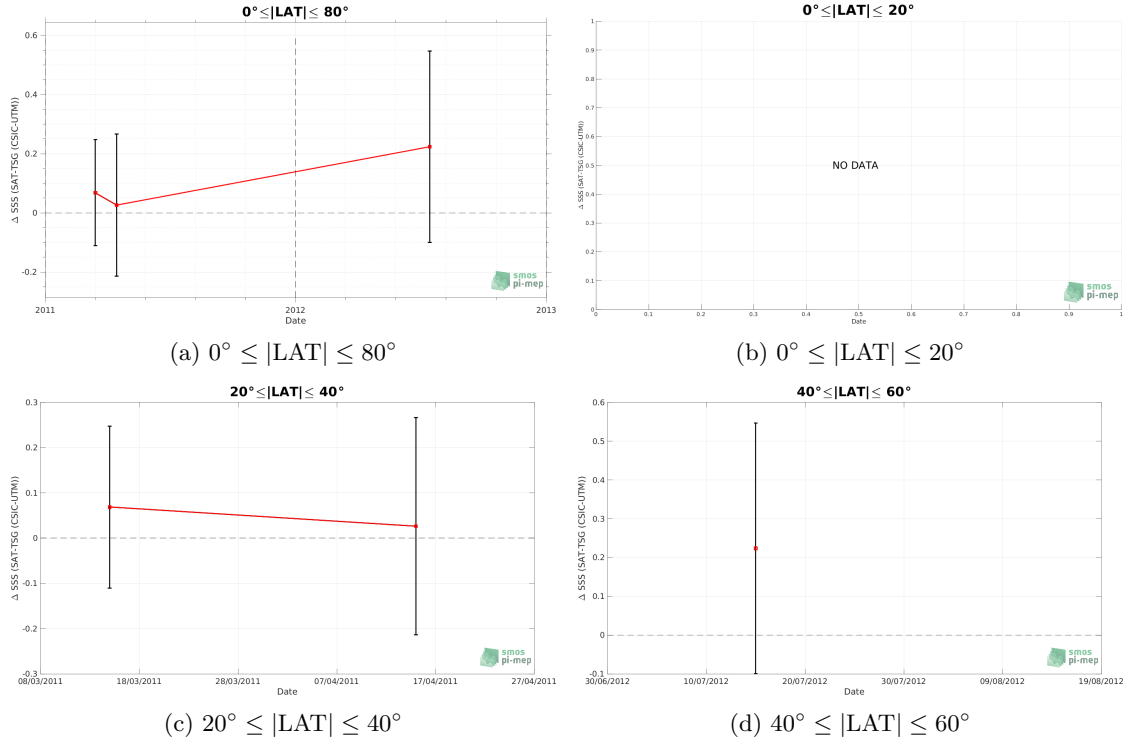 0°≤|LAT|≤ 80°
0.6
0.4
0.2
0
-0.2
Δ SSS (SAT-TSG (CSIC-UTM))
2011
2012
2013
Date
smos
pi-mep
(a) 0° ≤ |LAT| ≤ 80°
0°≤|LAT|≤ 20°
1
0.9
0.8
0.7
0.6
0.5
0.4
0.3
0.2
0.1
0
Δ SSS (SAT-TSG (CSIC-UTM))
NO DATA
0
0.1
0.2
0.3
0.4
0.5
0.6
0.7
0.8
0.9
1
Date
smos
pi-mep
(b) 0° ≤ |LAT| ≤ 20°
20°≤|LAT|≤ 40°
0.3
0.2
0.1
0
-0.1
-0.2
-0.3
Δ SSS (SAT-TSG (CSIC-UTM))
08/03/2011
18/03/2011
28/03/2011
07/04/2011
17/04/2011
27/04/2011
Date
smos
pi-mep
(c) 20° ≤ |LAT| ≤ 40°
40°≤|LAT|≤ 60°
0.6
0.5
0.4
0.3
0.2
0.1
0
-0.1
Δ SSS (SAT-TSG (CSIC-UTM))
30/06/2012
10/07/2012
20/07/2012
30/07/2012
09/08/2012
19/08/2012
Date
smos
pi-mep
(d) 40° ≤ |LAT| ≤ 60°